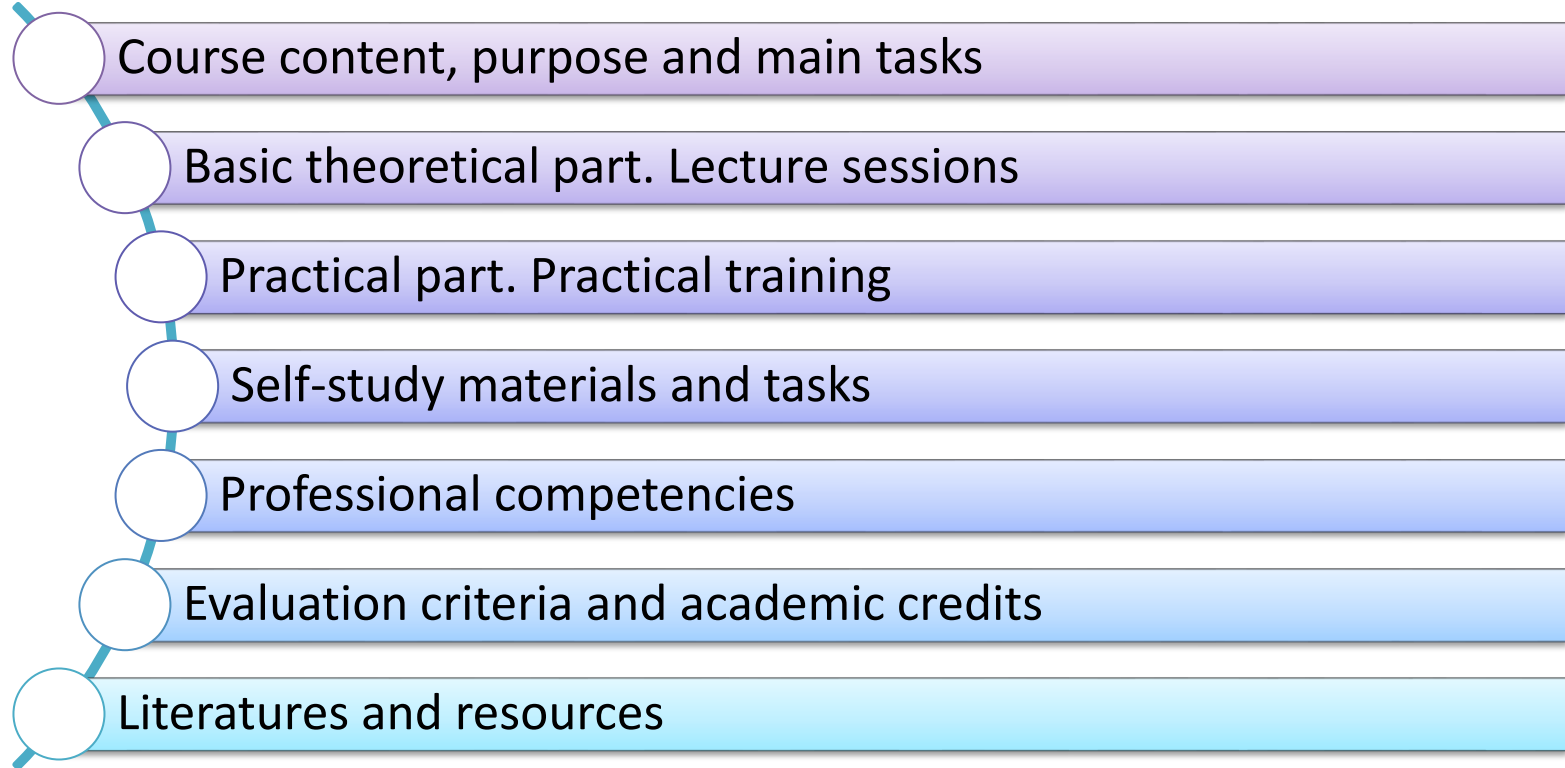 Course content, purpose and main tasks
Basic theoretical part. Lecture sessions
Practical part. Practical training
Self-study materials and tasks
Professional competencies
Evaluation criteria and academic credits
Literatures and resources